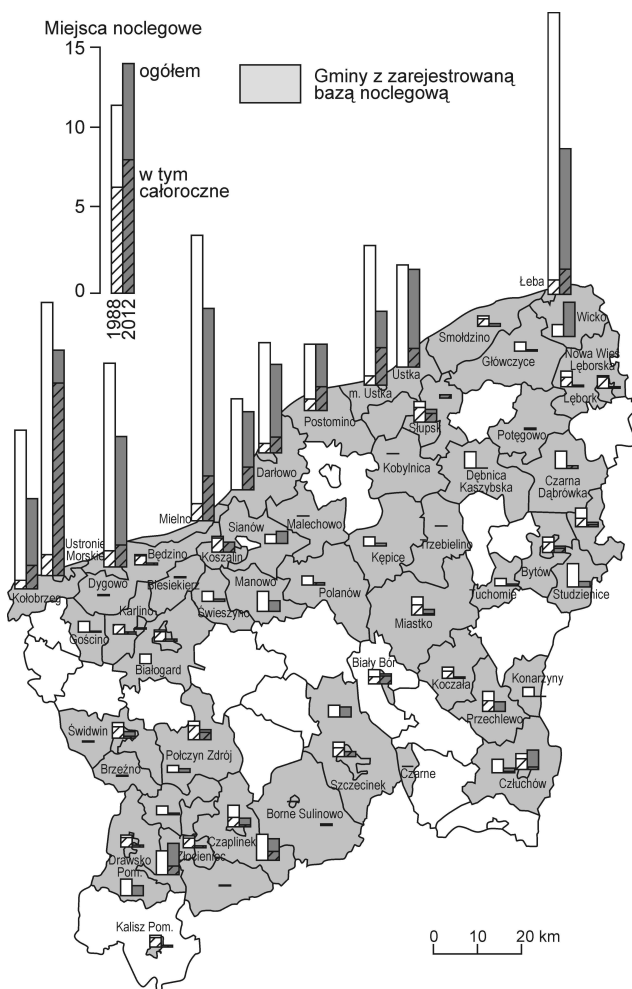 Miejsca noclegowe
15
10
5
0
ogółem
w tym
całoroczne
1988
2012
Gminy z zarejestrowaną
bazą noclegową
Łeba
Wicko
Smołdzino
Główczyce
Nowa Wieś
Lęborska
Lębork
Ustka
m. Ustka
Postomino
Słupsk
Potęgowo
Darłowo
Kobylnica
Dębnica
Kaszybska
Czarna
Dąbrówka
Mielno
Sianów
Malechowo
Ustronie
Morskie
Będzino
Koszalin
Kępice
Trzebielino
Bytów
Kołobrzeg
Dygowo
Biesiekierz
Manowo
Polanów
Tuchomie
Studzienice
Karlino
Świeszyno
Gościno
Miastko
Białogard
Biały Bór
Koczała
Konarzyny
Przechlewo
Świdwin
Połczyn Zdrój
Brzeżno
Szczecinek
Czarne
Człuchów
Borne Sulinowo
Czaplinek
Złocieniec
Drawsko
Pom.
Kalisz Pom.
0
10
20 km